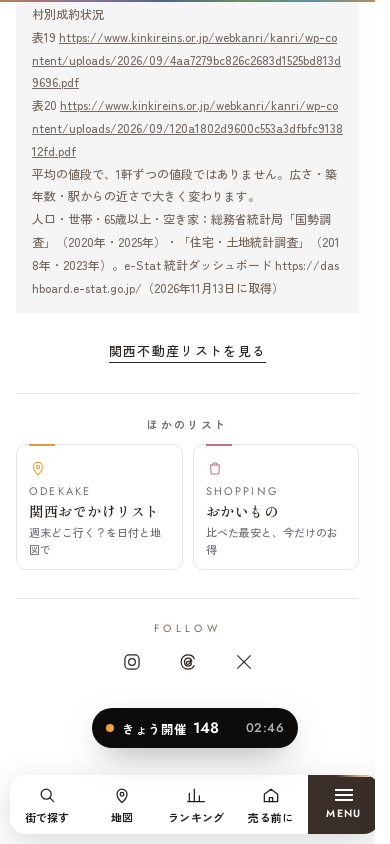 村別成約状況
表19 https://www.kinkireins.or.jp/webkanri/kanri/wp-co
ntent/uploads/2026/09/4aa7279bc826c2683d1525bd813d
9696.pdf
表20 https://www.kinkireins.or.jp/webkanri/kanri/wp-co
ntent/uploads/2026/09/120a1802d9600c553a3dfbfc9138
12fd.pdf
平均の値段で、1軒ずつの値段ではありません。広さ・築
年数・駅からの近さで大きく変わります。
人口・世帯・65歳以上・空き家：総務省統計局「国勢調
査」（2020年・2025年）・「住宅・土地統計調査」（201
8年・2023年）。e-Stat 統計ダッシュボード https://das
hboard.e-stat.go.jp/（2026年11月13日に取得）
関西不動産リストを見る
ほかのリスト
ODEKAKE
関西おでかけリスト
週末どこ行く？を日付と地
図で
SHOPPING
おかいもの
比べた最安と、今だけのお
得
FOLLOW
きょう開催 148 02:46
街で探す
地図
ランキング
売る前に
MENU